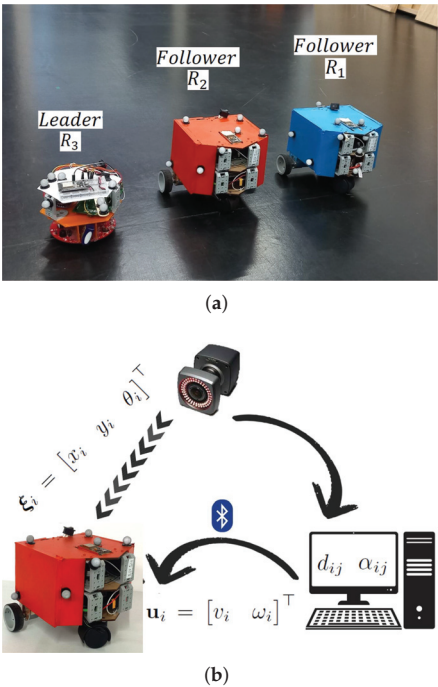 Follower
R₁
Follower
R₂
Leader
R₃
(a)
ξᵢ = [xᵢ yᵢ θᵢ]⊤
dᵢⱼ αᵢⱼ
uᵢ = [vᵢ ωᵢ]⊤
(b)